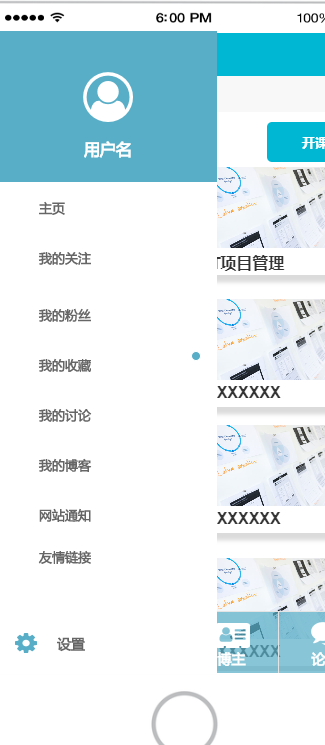 6:00 PM 100%
用户名
主页
我的关注
我的粉丝
我的收藏
我的讨论
我的博客
网站通知
友情链接
设置
开课
项目管理
XXXXXX
XXXXXX
XXX
博主
论